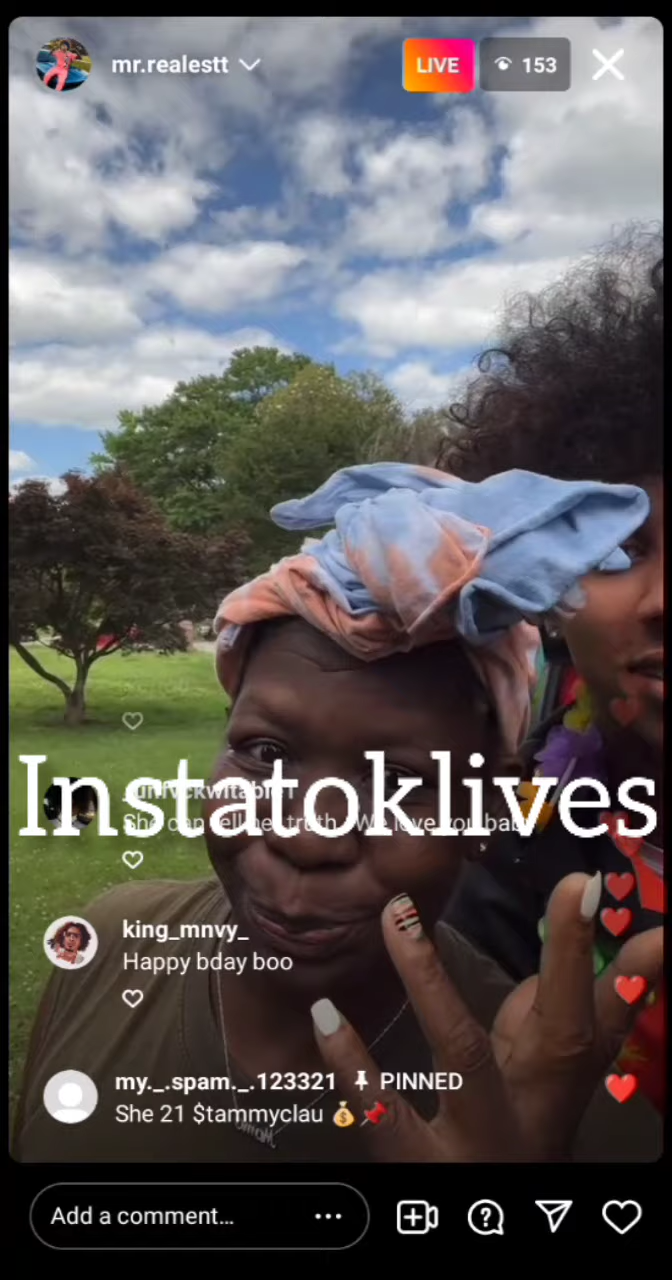 mr.realestt
LIVE
153
Instatoklives
She can tell her truth. We love you bab
king_mnvy_
Happy bday boo
my._.spam._.123321 PINNED
She 21 $tammyclau 💰📌
Add a comment...